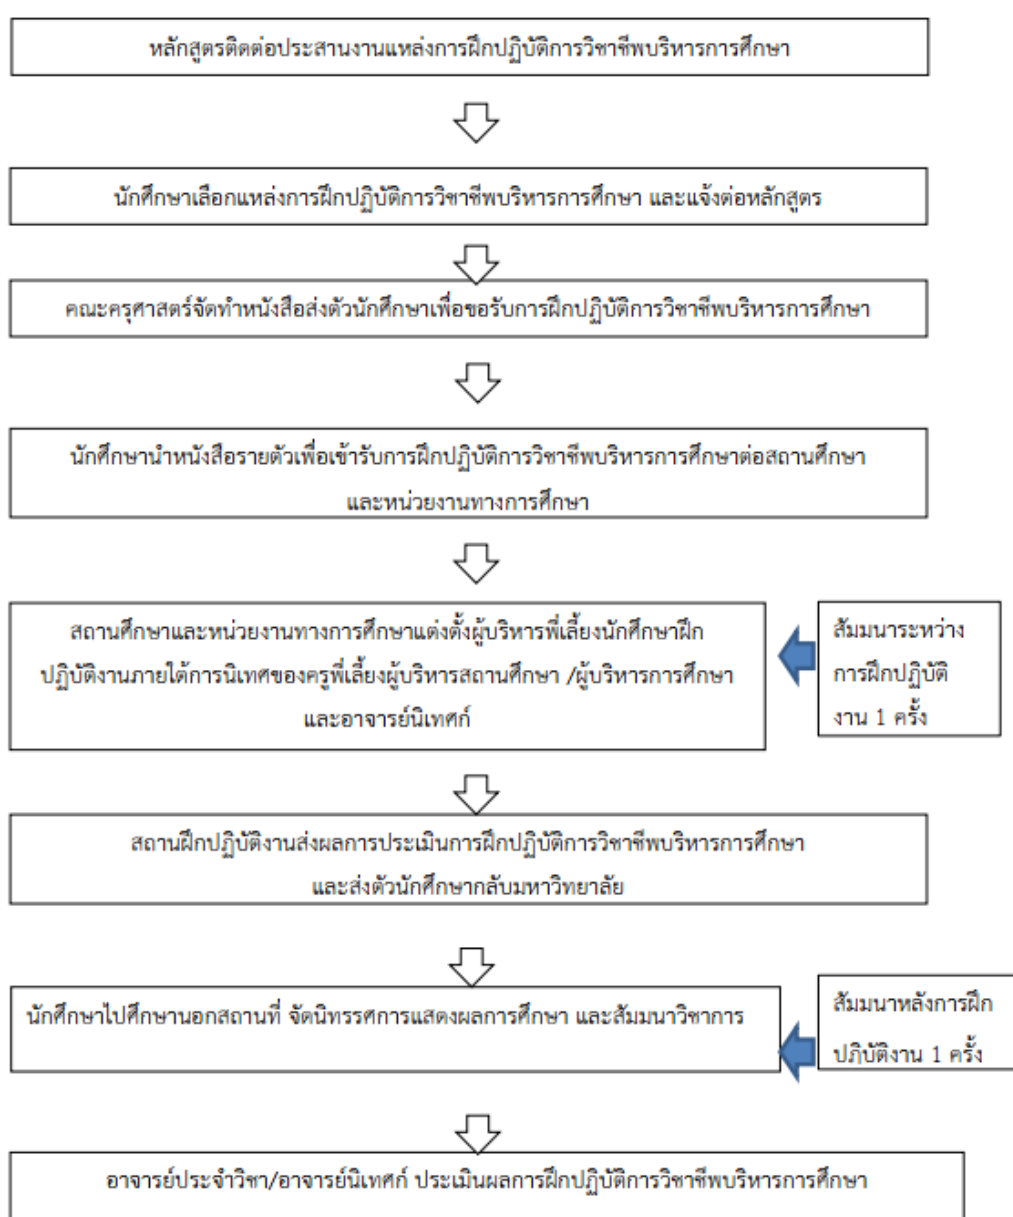 หลักสูตรติดต่อประสานงานแหล่งการฝึกปฏิบัติการวิชาชีพบริหารการศึกษา
นักศึกษาเลือกแหล่งการฝึกปฏิบัติการวิชาชีพบริหารการศึกษา และแจ้งต่อหลักสูตร
คณะครุศาสตร์จัดทำหนังสือส่งตัวนักศึกษาเพื่อขอรับการฝึกปฏิบัติการวิชาชีพบริหารการศึกษา
นักศึกษานำหนังสือรายตัวเพื่อเข้ารับการฝึกปฏิบัติการวิชาชีพบริหารการศึกษาต่อสถานศึกษา
และหน่วยงานทางการศึกษา
สถานศึกษาและหน่วยงานทางการศึกษาแต่งตั้งผู้บริหารพี่เลี้ยงนักศึกษาฝึก
ปฏิบัติงานภายใต้การนิเทศของครูพี่เลี้ยงผู้บริหารสถานศึกษา /ผู้บริหารการศึกษา
และอาจารย์นิเทศก์
สัมมนาระหว่าง
การฝึกปฏิบัติ
งาน 1 ครั้ง
สถานฝึกปฏิบัติงานส่งผลการประเมินการฝึกปฏิบัติการวิชาชีพบริหารการศึกษา
และส่งตัวนักศึกษากลับมหาวิทยาลัย
นักศึกษาไปศึกษานอกสถานที่ จัดนิทรรศการแสดงผลการศึกษา และสัมมนาวิชาการ
สัมมนาหลังการฝึก
ปฏิบัติงาน 1 ครั้ง
อาจารย์ประจำวิชา/อาจารย์นิเทศก์ ประเมินผลการฝึกปฏิบัติการวิชาชีพบริหารการศึกษา